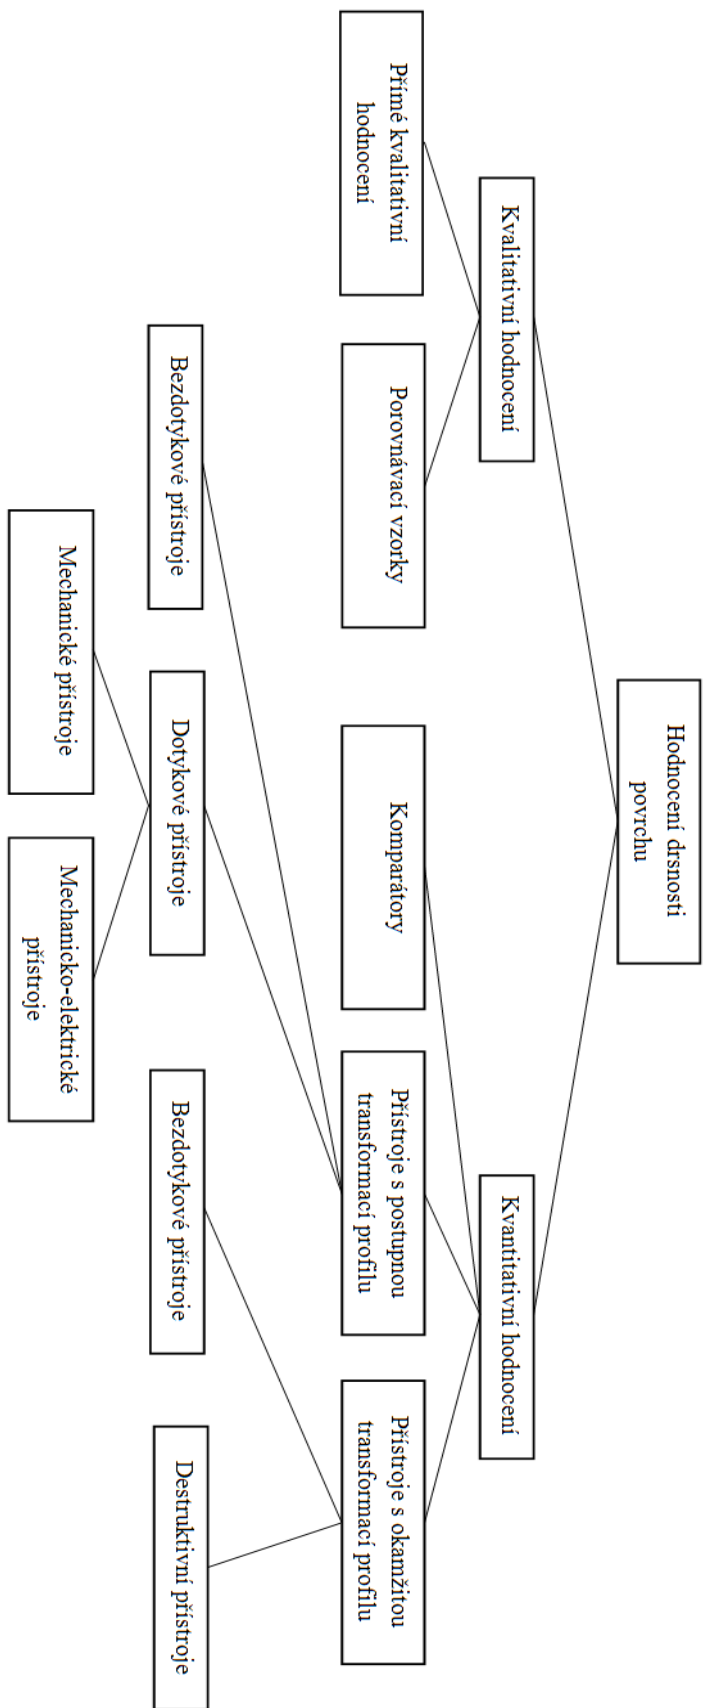 Hodnocení drsnosti
povrchu
Kvalitativní hodnocení
Kvantitativní hodnocení
Přímé kvalitativní
hodnocení
Porovnávací vzorky
Komparátory
Přístroje s postupnou
transformací profilu
Přístroje s okamžitou
transformací profilu
Bezdotykové přístroje
Dotykové přístroje
Bezdotykové přístroje
Destruktivní přístroje
Mechanické přístroje
Mechanicko-elektrické
přístroje